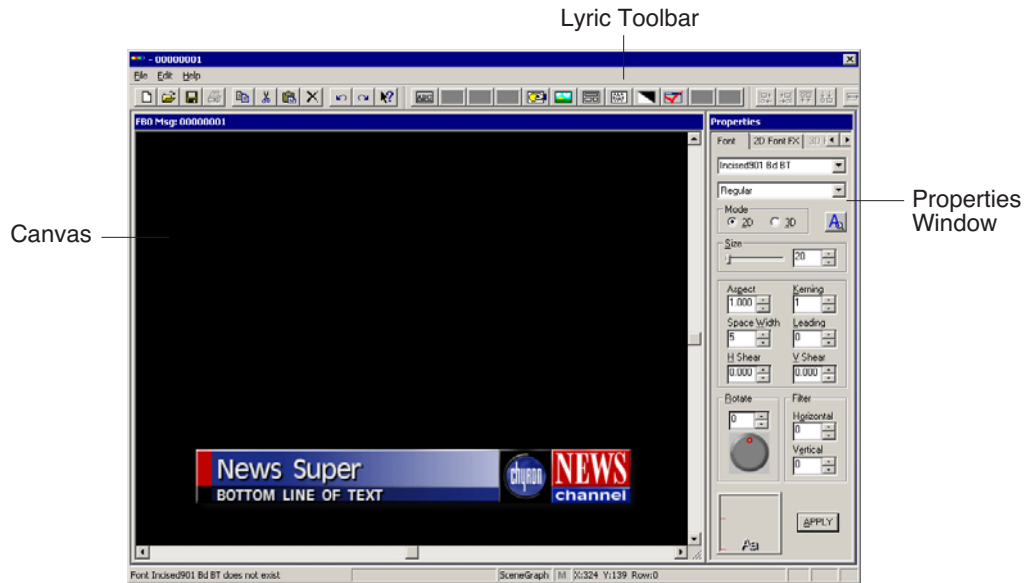 Lyric Toolbar
- 00000001
File Edit Help
ABC
FB0 Msg: 00000001
Properties
Font 2D Font FX 3D F
Incised901 Bd BT
Regular
Mode
2D 3D
Size
20
Aspect Kerning
1.000 1
Space Width Leading
5 0
H Shear V Shear
0.000 0.000
Rotate Filter
0 Horizontal
0
Vertical
0
APPLY
Canvas
Properties
Window
News Super
BOTTOM LINE OF TEXT
chyron
NEWS
channel
Font Incised901 Bd BT does not exist SceneGraph M X:324 Y:139 Row:0